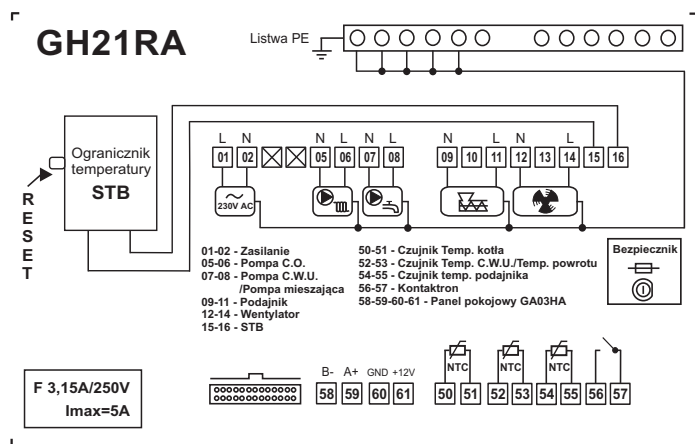 GH21RA
Listwa PE
Ogranicznik
temperatury
STB
RESET
L N N L N L N L N L
01 02 05 06 07 08 09 10 11 12 13 14 15 16
230V AC
01-02 - Zasilanie
05-06 - Pompa C.O.
07-08 - Pompa C.W.U.
/Pompa mieszająca
09-11 - Podajnik
12-14 - Wentylator
15-16 - STB
50-51 - Czujnik Temp. kotła
52-53 - Czujnik Temp. C.W.U./Temp. powrotu
54-55 - Czujnik temp. podajnika
56-57 - Kontaktron
58-59-60-61 - Panel pokojowy GA03HA
Bezpiecznik
F 3,15A/250V
Imax=5A
B- A+ GND +12V
58 59 60 61
NTC NTC NTC
50 51 52 53 54 55 56 57